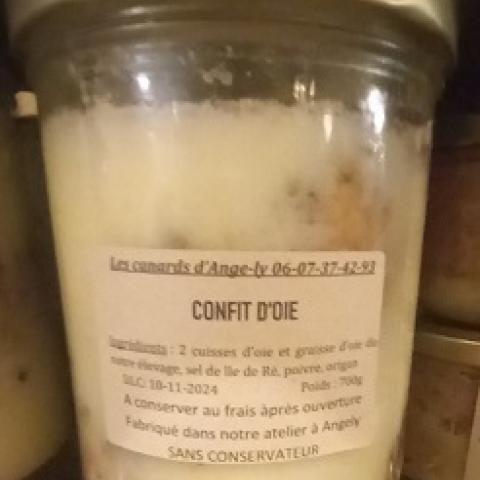 Les canards d'Ange-ly 06-07-37-42-93
CONFIT D'OIE
Ingrédients : 2 cuisses d'oie et graisse d'oie de
notre élevage, sel de Ile de Ré, poivre, origan
DLC: 10-11-2024 Poids : 700g
A conserver au frais àprès ouverture
Fabriqué dans notre atelier à Angely
SANS CONSERVATEUR